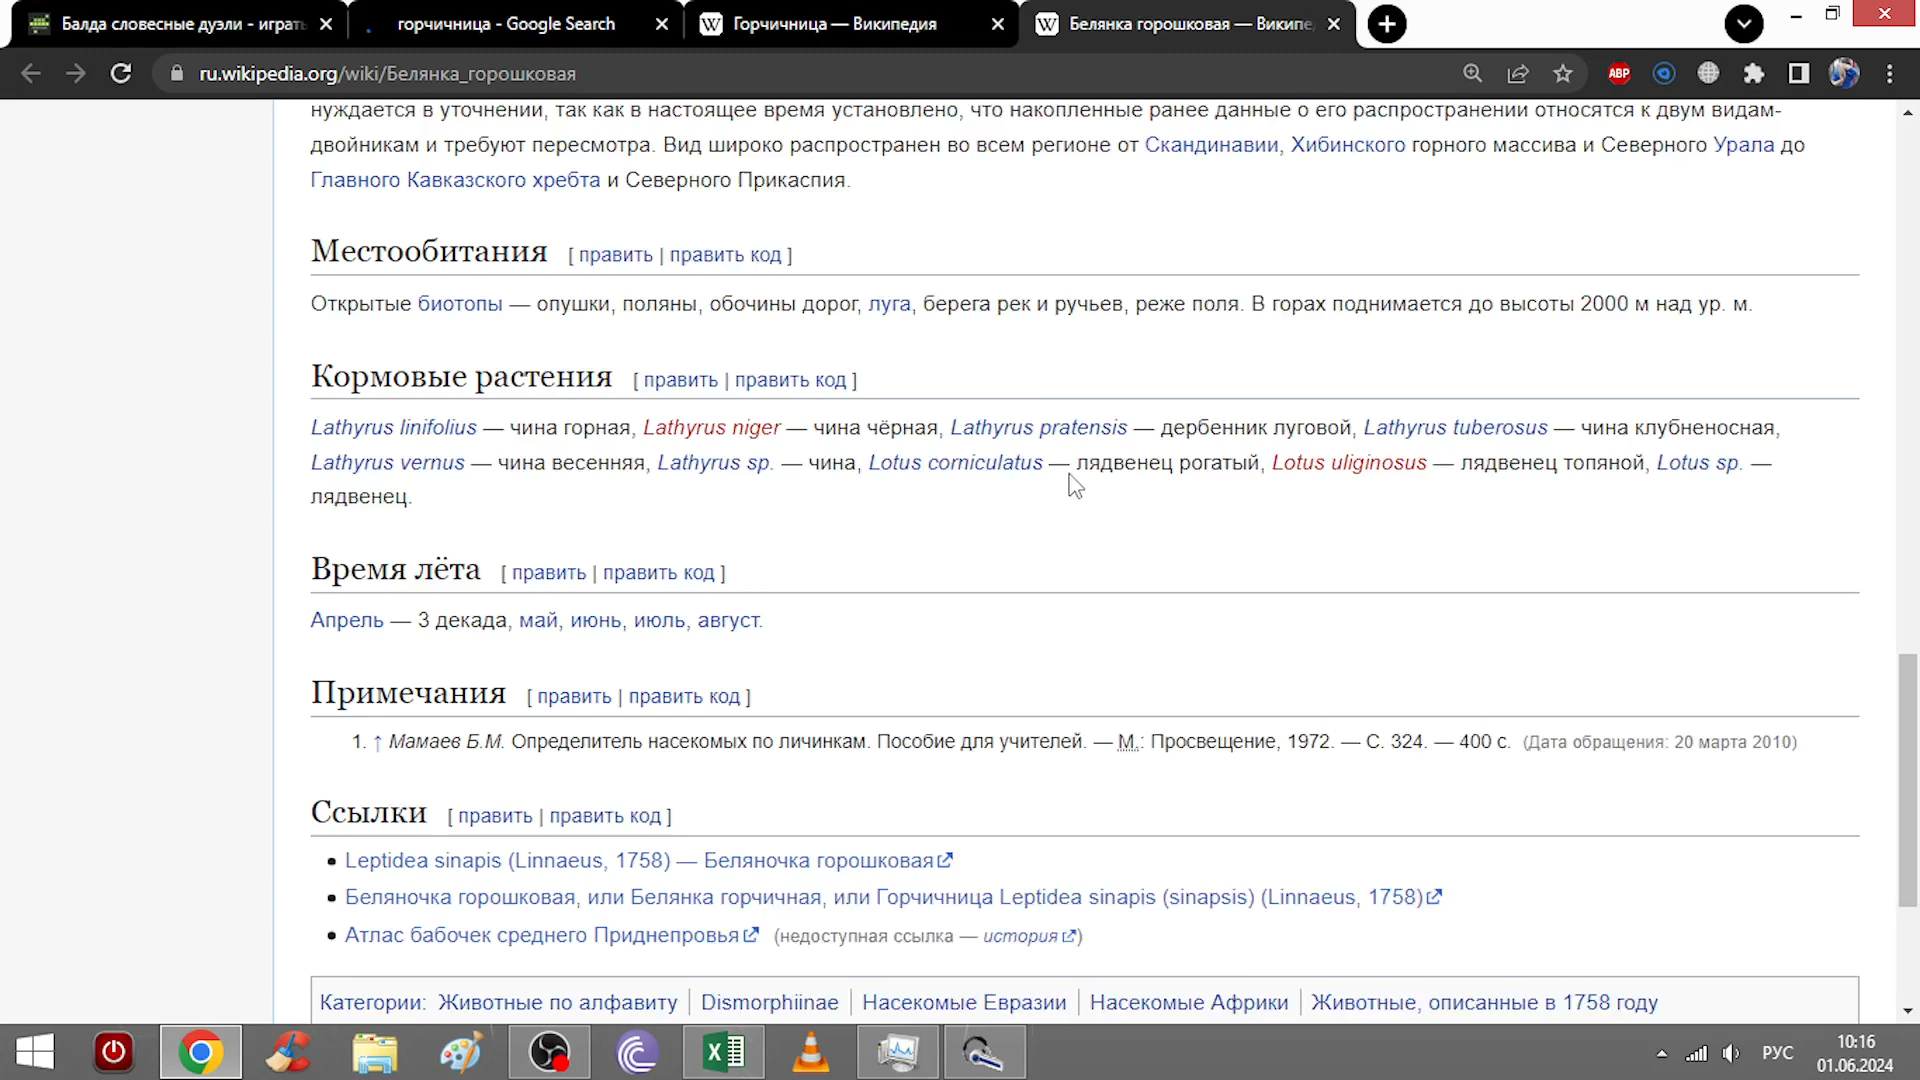 Балда словесные дуэли - играть
горчичница - Google Search
Горчичница — Википедия
Белянка горошковая — Википе
ru.wikipedia.org/wiki/Белянка_горошковая
ABP
нуждается в уточнении, так как в настоящее время установлено, что накопленные ранее данные о его распространении относятся к двум видам-
двойникам и требуют пересмотра. Вид широко распространен во всем регионе от Скандинавии, Хибинского горного массива и Северного Урала до
Главного Кавказского хребта и Северного Прикаспия.
Местообитания [ править | править код ]
Открытые биотопы — опушки, поляны, обочины дорог, луга, берега рек и ручьев, реже поля. В горах поднимается до высоты 2000 м над ур. м.
Кормовые растения [ править | править код ]
Lathyrus linifolius — чина горная, Lathyrus niger — чина чёрная, Lathyrus pratensis — дербенник луговой, Lathyrus tuberosus — чина клубненосная,
Lathyrus vernus — чина весенняя, Lathyrus sp. — чина, Lotus corniculatus — лядвенец рогатый, Lotus uliginosus — лядвенец топяной, Lotus sp. —
лядвенец.
Время лёта [ править | править код ]
Апрель — 3 декада, май, июнь, июль, август.
Примечания [ править | править код ]
1. ↑ Мамаев Б.М. Определитель насекомых по личинкам. Пособие для учителей. — М.: Просвещение, 1972. — С. 324. — 400 с. (Дата обращения: 20 марта 2010)
Ссылки [ править | править код ]
Leptidea sinapis (Linnaeus, 1758) — Беляночка горошковая
Беляночка горошковая, или Белянка горчичная, или Горчичница Leptidea sinapis (sinapsis) (Linnaeus, 1758)
Атлас бабочек среднего Приднепровья (недоступная ссылка — история)
Категории: Животные по алфавиту | Dismorphiinae | Насекомые Евразии | Насекомые Африки | Животные, описанные в 1758 году
РУС
10:16
01.06.2024